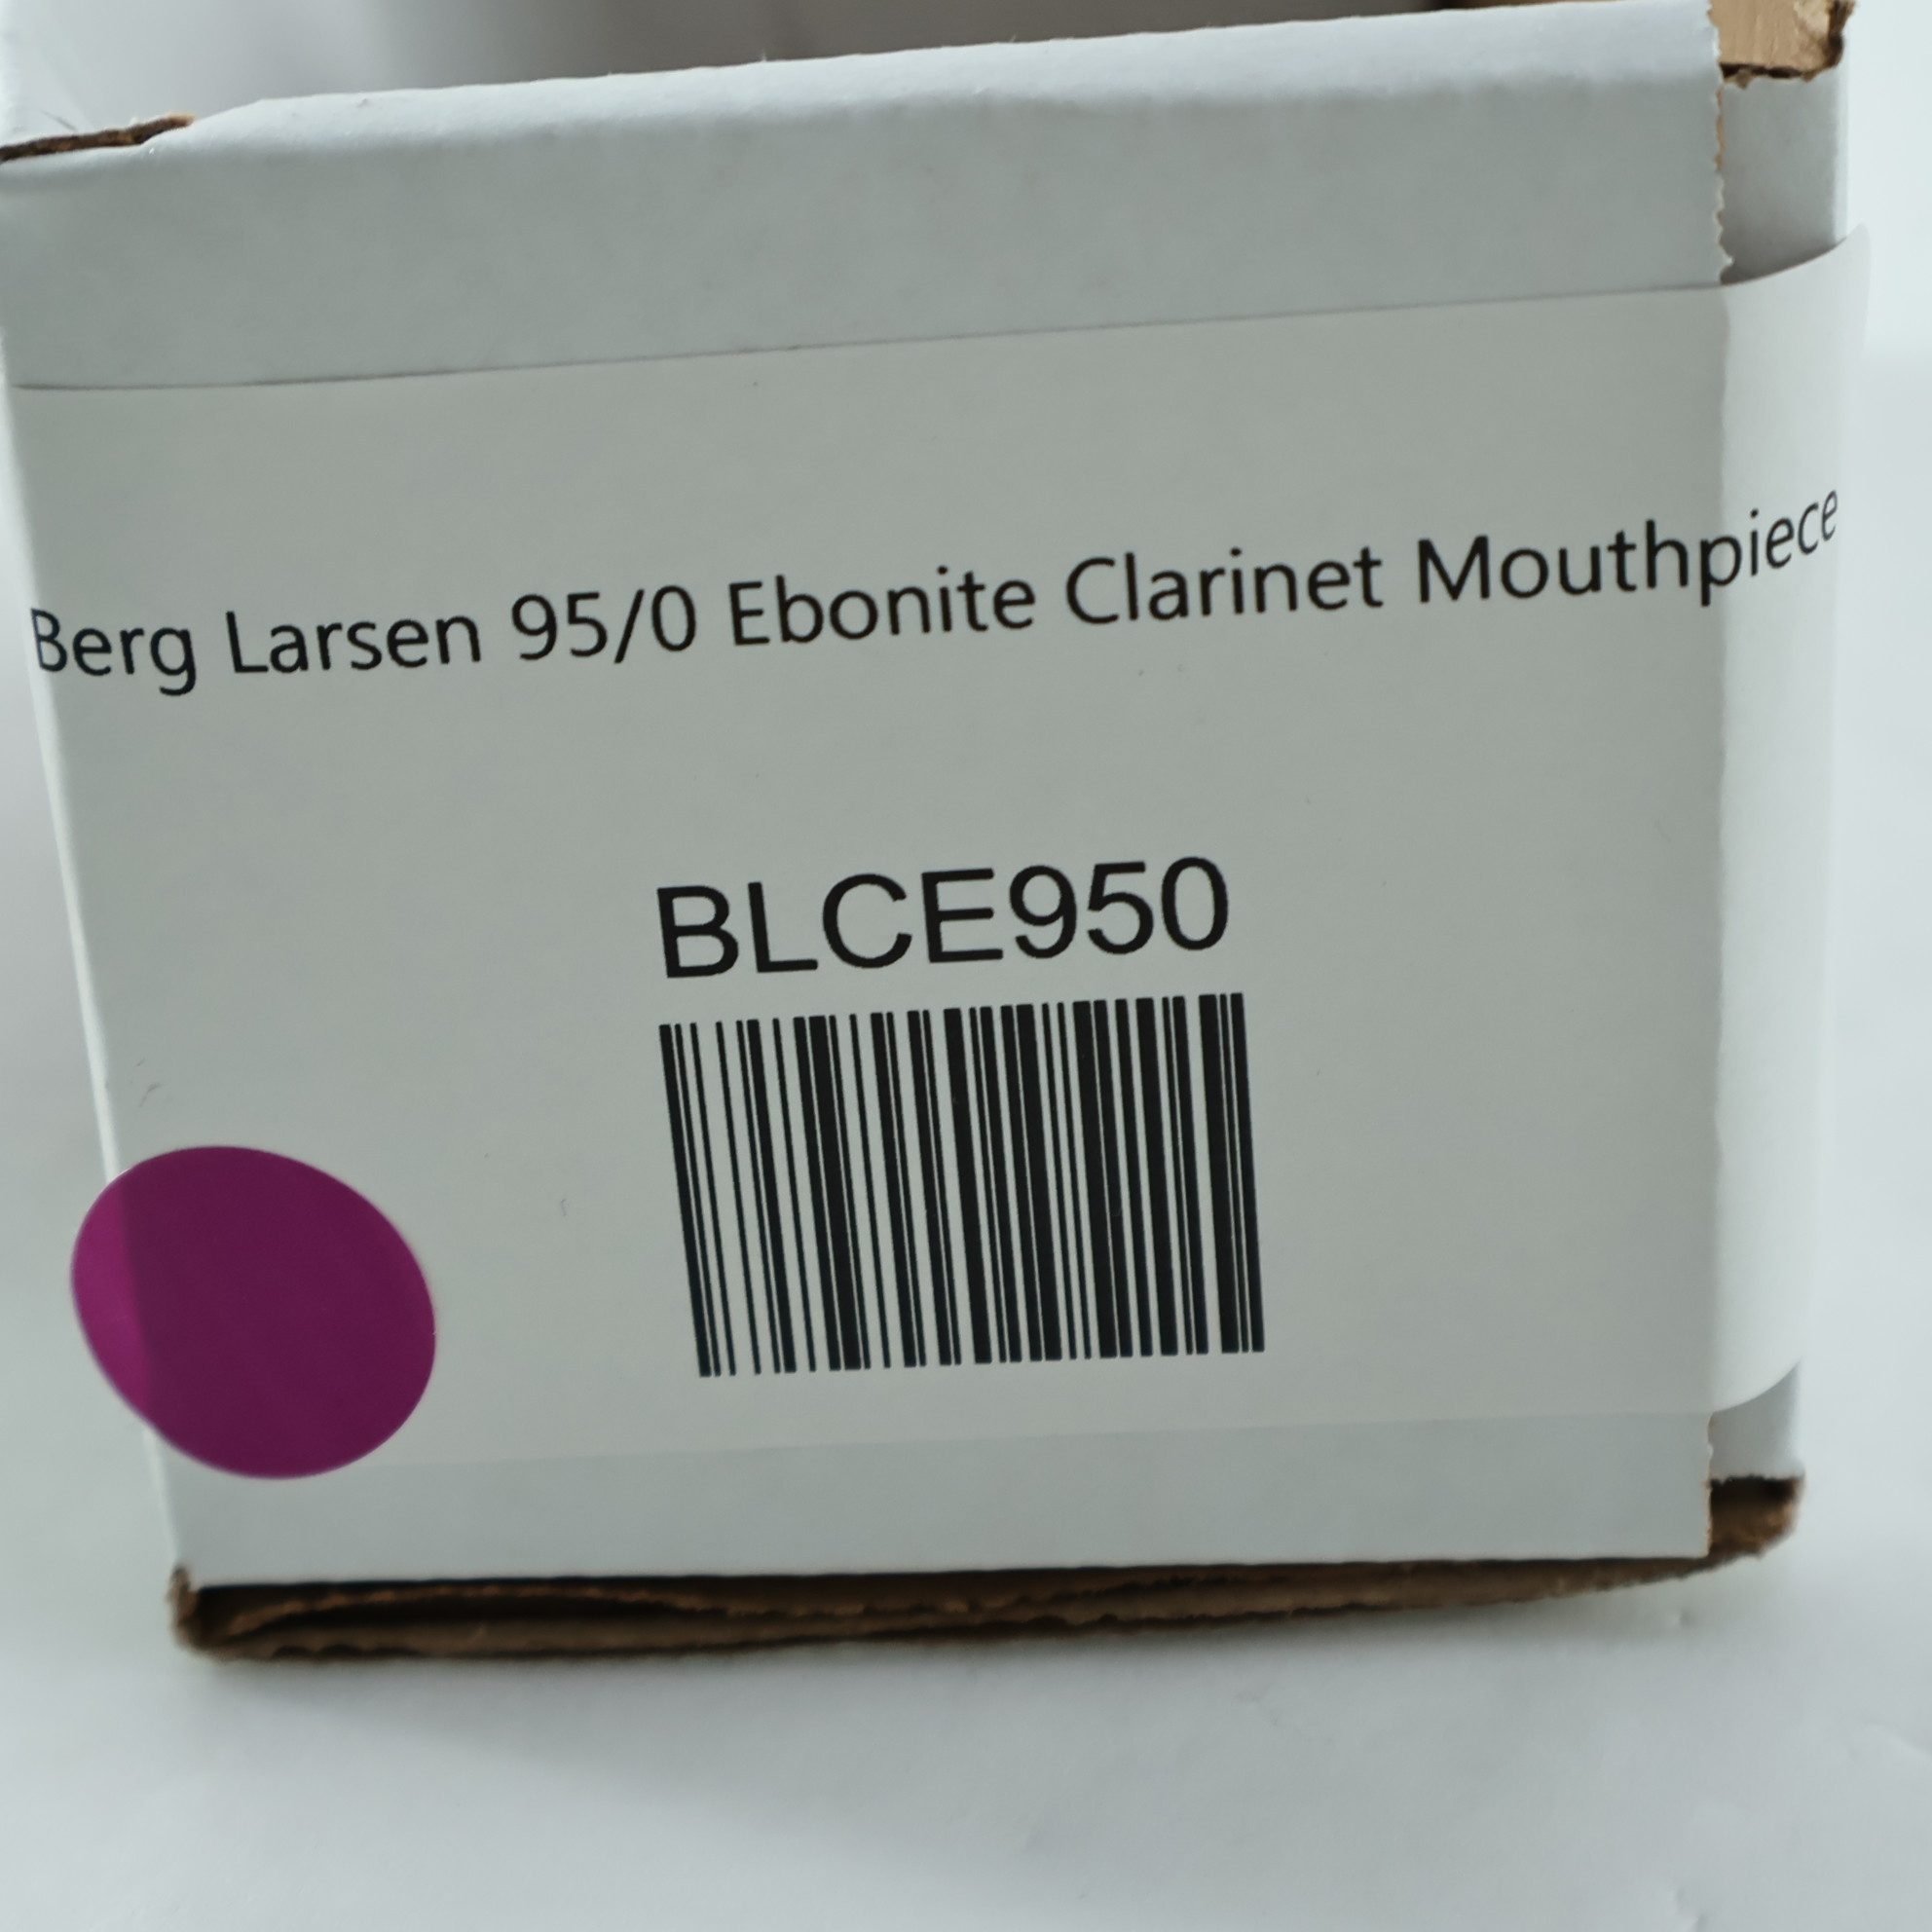 Berg Larsen 95/0 Ebonite Clarinet Mouthpiece
BLCE950